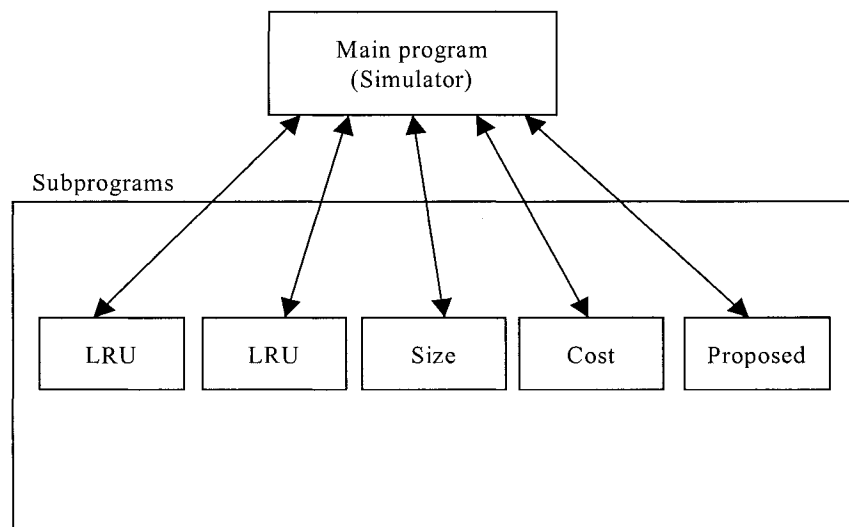 Main program
(Simulator)
Subprograms
LRU
LRU
Size
Cost
Proposed